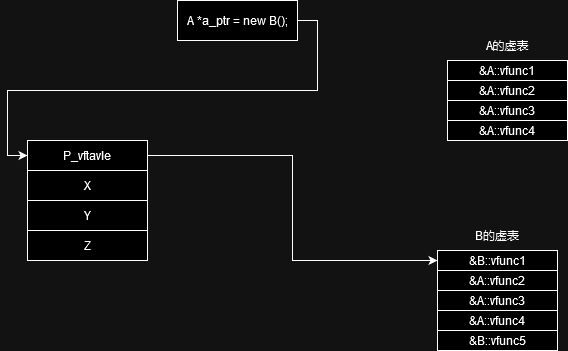 A *a_ptr = new B();
A的虚表
&A::vfunc1
&A::vfunc2
&A::vfunc3
&A::vfunc4
P_vftavle
X
Y
Z
B的虚表
&B::vfunc1
&A::vfunc2
&A::vfunc3
&A::vfunc4
&B::vfunc5